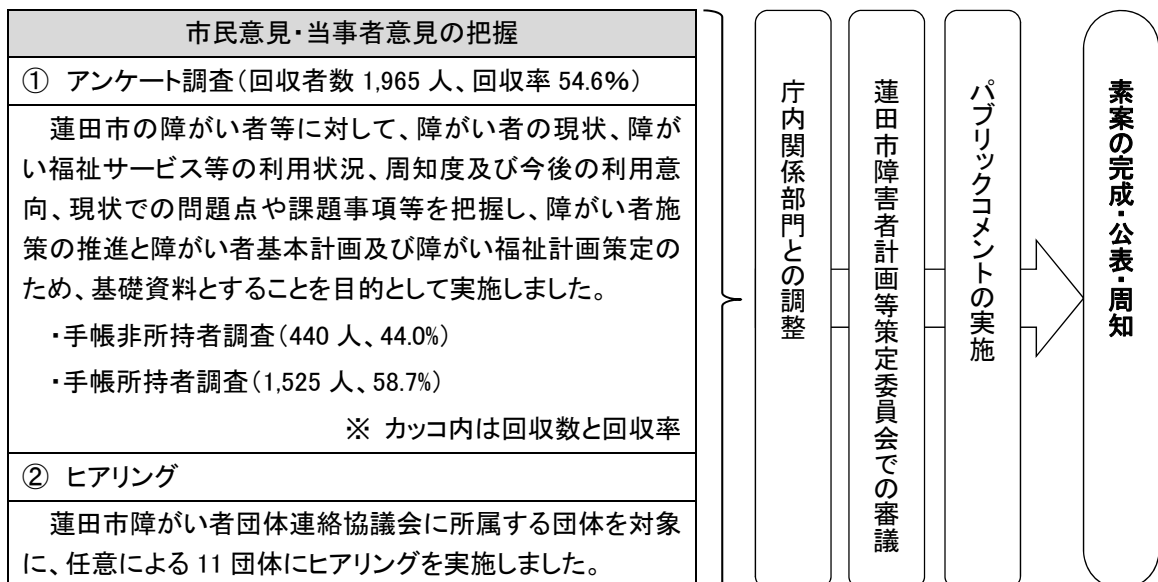 市民意見・当事者意見の把握
① アンケート調査（回収者数 1,965 人、回収率 54.6％）
蓮田市の障がい者等に対して、障がい者の現状、障が
い福祉サービス等の利用状況、周知度及び今後の利用意
向、現状での問題点や課題事項等を把握し、障がい者施
策の推進と障がい者基本計画及び障がい福祉計画策定の
ため、基礎資料とすることを目的として実施しました。
・手帳非所持者調査（440 人、44.0%）
・手帳所持者調査（1,525 人、58.7%）
※ カッコ内は回収数と回収率
② ヒアリング
蓮田市障がい者団体連絡協議会に所属する団体を対象
に、任意による 11 団体にヒアリングを実施しました。
庁内関係部門との調整
蓮田市障害者計画等策定委員会での審議
パブリックコメントの実施
素案の完成・公表・周知